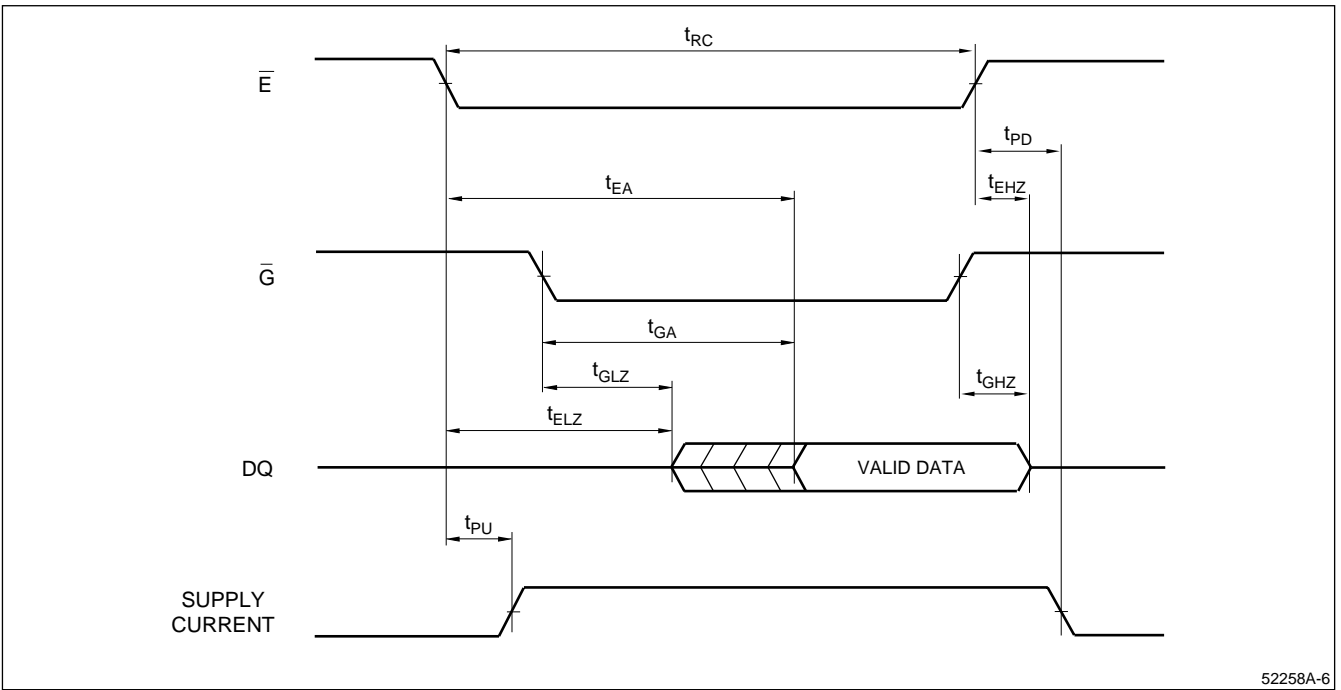 tRC
E̅
tPD
tEA
tEHZ
G̅
tGA
tGLZ
tGHZ
tELZ
DQ
VALID DATA
tPU
SUPPLY
CURRENT
52258A-6